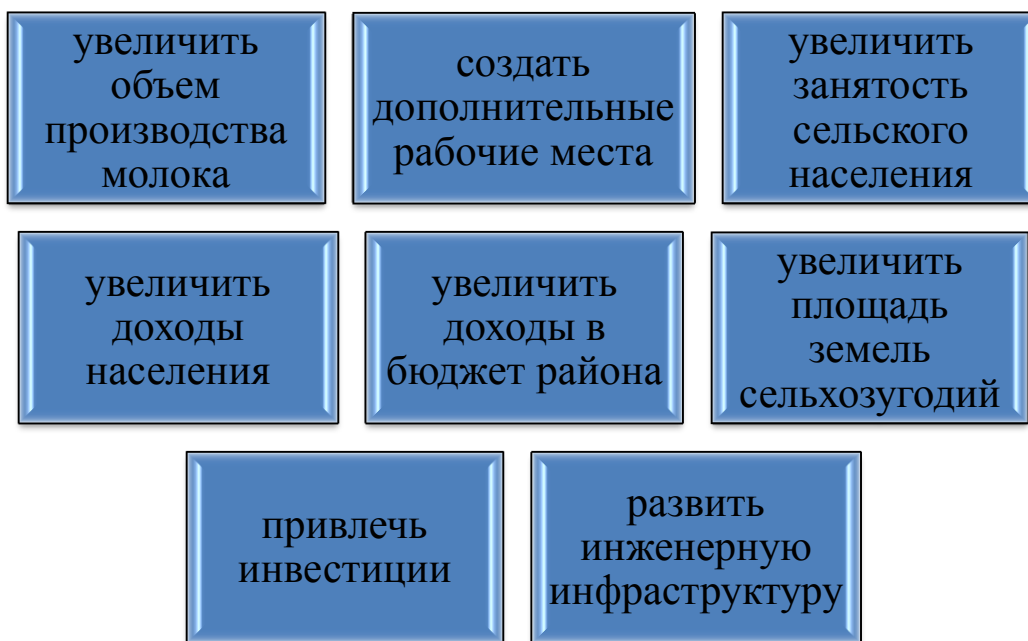 увеличить
объем
производства
молока
создать
дополнительные
рабочие места
увеличить
занятость
сельского
населения
увеличить
доходы
населения
увеличить
доходы в
бюджет района
увеличить
площадь
земель
сельхозугодий
привлечь
инвестиции
развить
инженерную
инфраструктуру